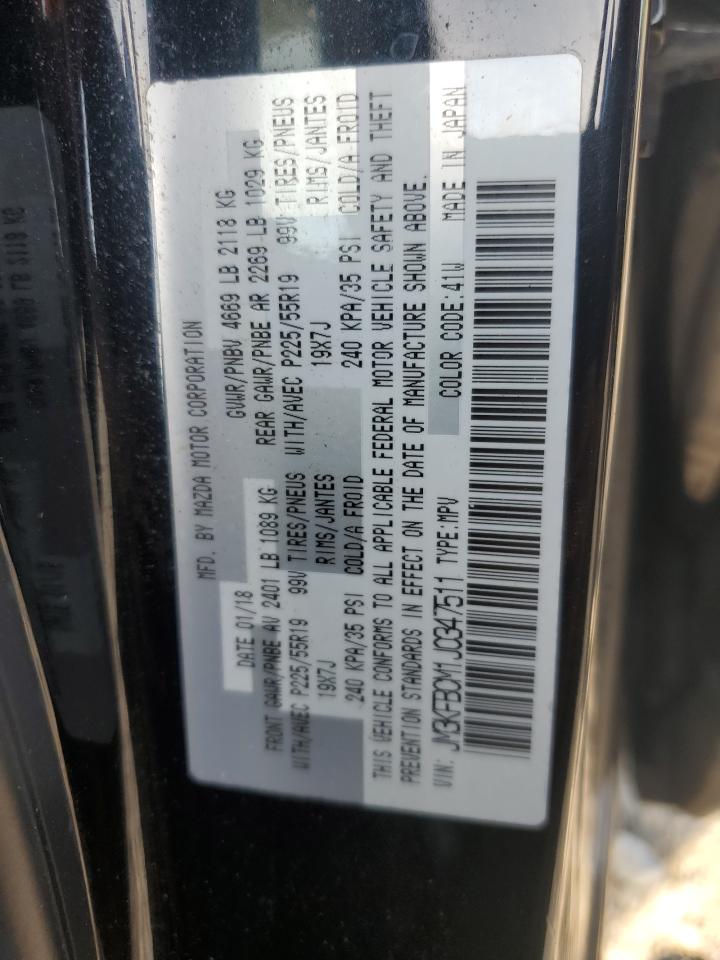 MFD. BY MAZDA MOTOR CORPORATION
DATE 01/18 GVWR/PNBV 4669 LB 2118 KG
FRONT GAWR/PNBE AV 2401 LB 1089 KG REAR GAWR/PNBE AR 2269 LB 1029 KG
WITH/AVEC P225/55R19 99V TIRES/PNEUS WITH/AVEC P225/55R19 99V TIRES/PNEUS
19X7J RIMS/JANTES 19X7J RIMS/JANTES
240 KPA/35 PSI COLD/A FROID 240 KPA/35 PSI COLD/A FROID
THIS VEHICLE CONFORMS TO ALL APPLICABLE FEDERAL MOTOR VEHICLE SAFETY AND THEFT
PREVENTION STANDARDS IN EFFECT ON THE DATE OF MANUFACTURE SHOWN ABOVE.
VIN: JM3KFBDM1J0347511 TYPE:MPV COLOR CODE:41W MADE IN JAPAN